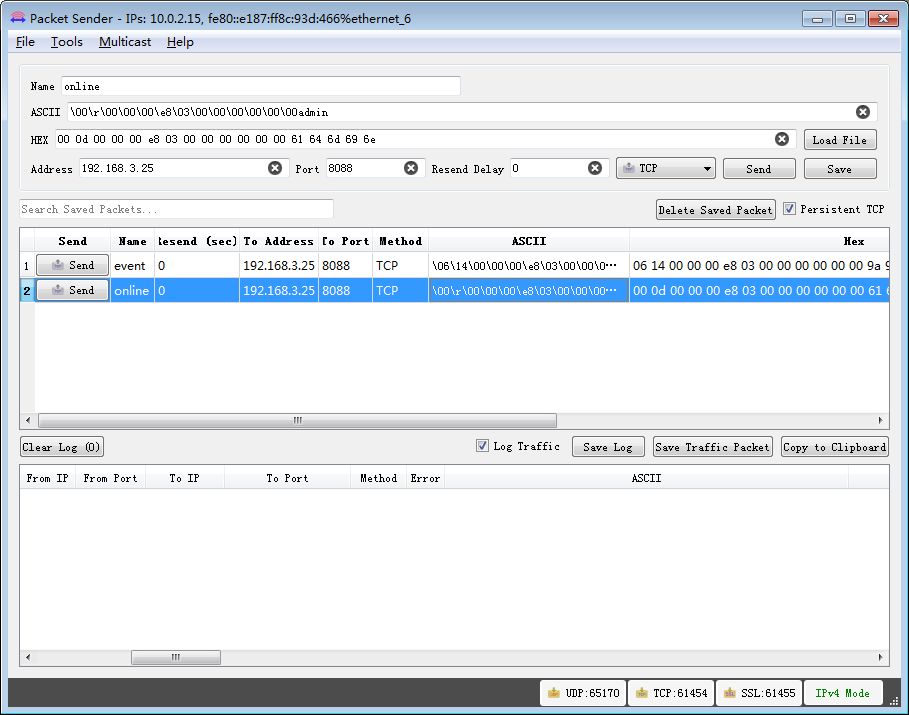 Packet Sender - IPs: 10.0.2.15, fe80::e187:ff8c:93d:466%ethernet_6
File Tools Multicast Help
Name online
ASCII \00\r\00\00\00\e8\03\00\00\00\00\00\00admin
HEX 00 0d 00 00 00 e8 03 00 00 00 00 00 00 61 64 6d 69 6e Load File
Address 192.168.3.25 Port 8088 Resend Delay 0 TCP Send Save
Search Saved Packets... Delete Saved Packet Persistent TCP
Send Name Resend (sec) To Address To Port Method ASCII Hex
1 Send event 0 192.168.3.25 8088 TCP \06\14\00\00\00\e8\03\00\00\0··· 06 14 00 00 00 e8 03 00 00 00 00 00 00 9a 9
2 Send online 0 192.168.3.25 8088 TCP \00\r\00\00\00\e8\03\00\00\00··· 00 0d 00 00 00 e8 03 00 00 00 00 00 00 61 6
Clear Log (0) Log Traffic Save Log Save Traffic Packet Copy to Clipboard
From IP From Port To IP To Port Method Error ASCII
UDP:65170 TCP:61454 SSL:61455 IPv4 Mode